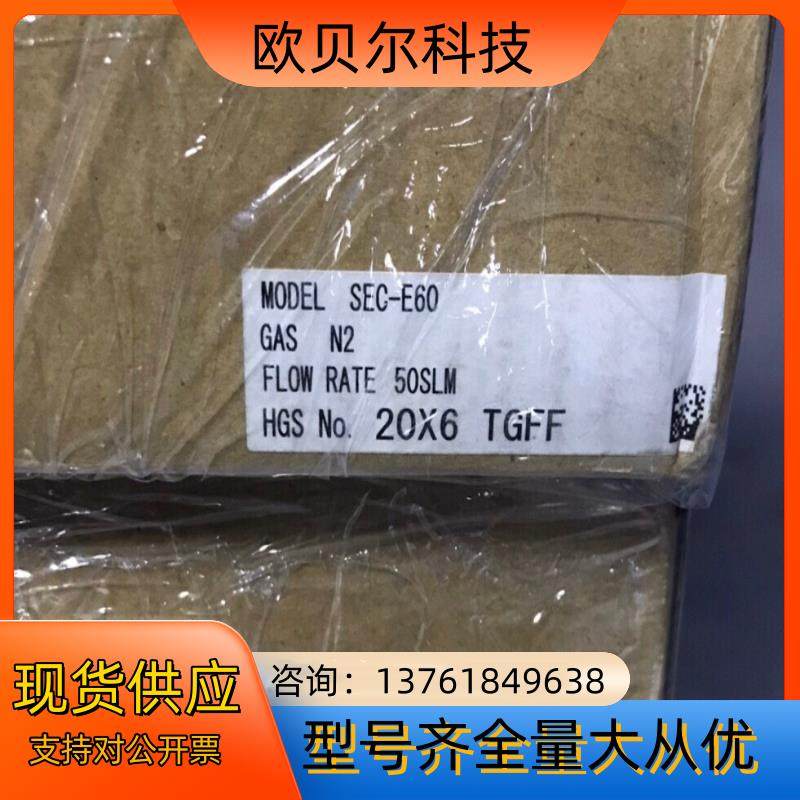 欧贝尔科技
MODEL SEC-E60
GAS N2
FLOW RATE 50SLM
HGS No. 20X6 TGFF
现货供应
支持对公开票
咨询：13761849638
型号齐全量大从优